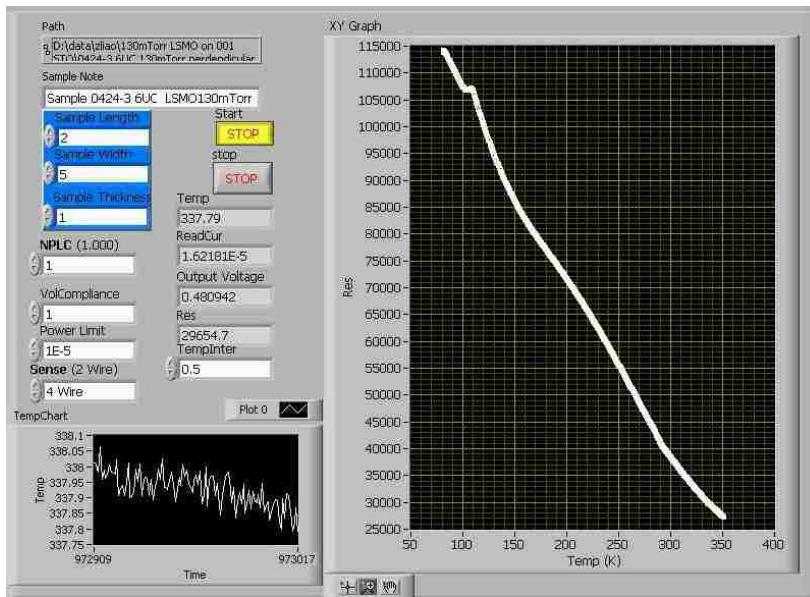 Path
D:\data\zliao\130mTorr LSMO on 001
STO\0424-3 6UC 130mTorr perpendicular
Sample Note
Sample 0424-3 6UC LSMO130mTorr
Sample Length
2
Sample Width
5
Sample Thickness
1
NPLC (1.000)
1
VolCompliance
1
Power Limit
1E-5
Sense (2 Wire)
4 Wire
Start
STOP
stop
STOP
Temp
337.79
ReadCur
1.62181E-5
Output Voltage
0.480942
Res
29654.7
TempInter
0.5
TempChart
Plot 0
338.1
338.05
338
337.95
337.9
337.85
337.8
337.75
Temp
972909
973017
Time
XY Graph
115000
110000
105000
100000
95000
90000
85000
80000
75000
70000
65000
60000
55000
50000
45000
40000
35000
30000
25000
Res
50 100 150 200 250 300 350 400
Temp (K)